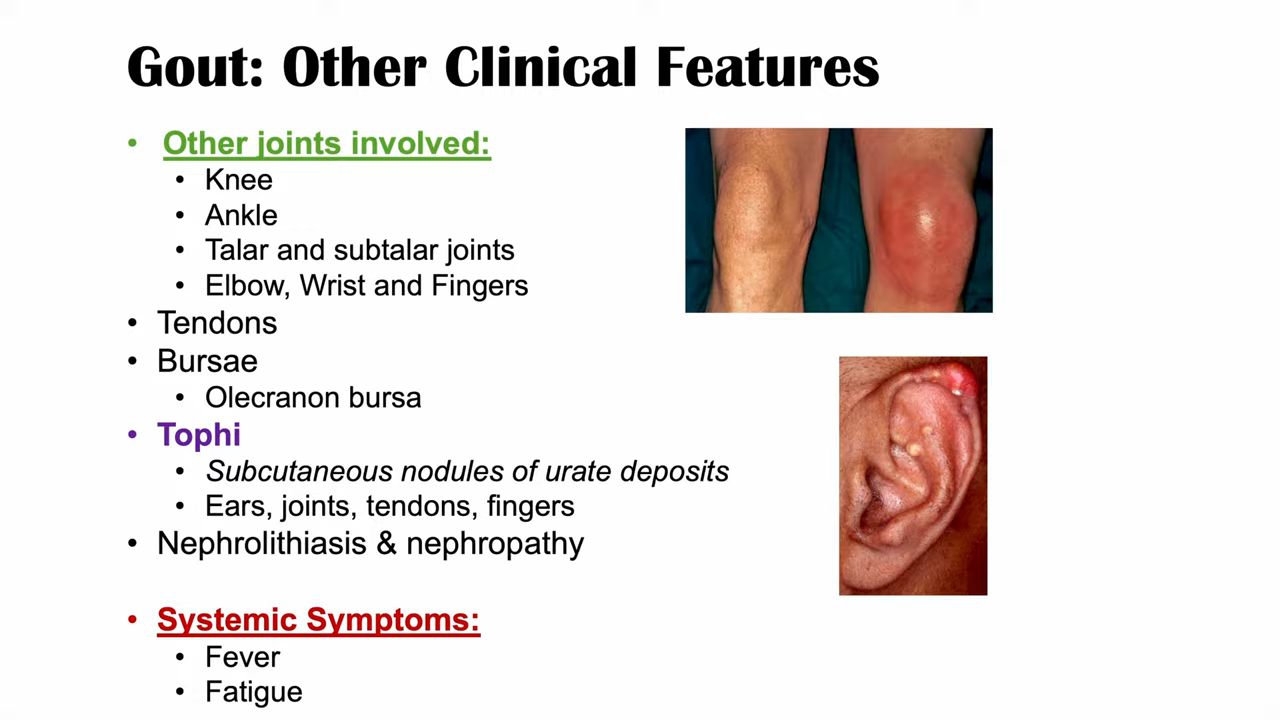 Gout: Other Clinical Features
• Other joints involved:
• Knee
• Ankle
• Talar and subtalar joints
• Elbow, Wrist and Fingers
• Tendons
• Bursae
• Olecranon bursa
• Tophi
• Subcutaneous nodules of urate deposits
• Ears, joints, tendons, fingers
• Nephrolithiasis & nephropathy
• Systemic Symptoms:
• Fever
• Fatigue